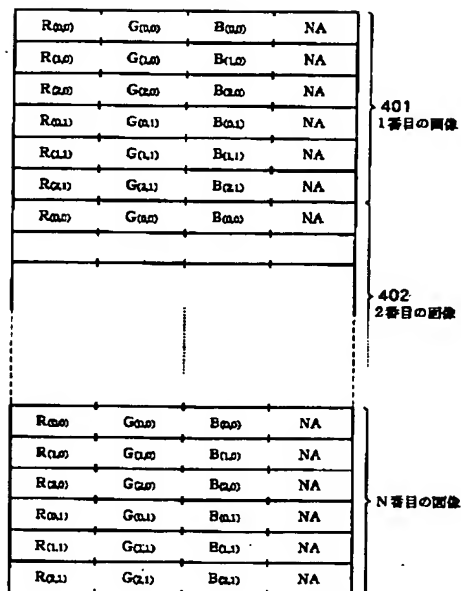 R(0,0) G(0,0) B(0,0) NA
R(1,0) G(1,0) B(1,0) NA
R(2,0) G(2,0) B(2,0) NA
R(0,1) G(0,1) B(0,1) NA
R(1,1) G(1,1) B(1,1) NA
R(2,1) G(2,1) B(2,1) NA
401
1番目の画像
R(0,0) G(0,0) B(0,0) NA
402
2番目の画像
R(0,0) G(0,0) B(0,0) NA
R(1,0) G(1,0) B(1,0) NA
R(2,0) G(2,0) B(2,0) NA
R(0,1) G(0,1) B(0,1) NA
R(1,1) G(1,1) B(1,1) NA
R(2,1) G(2,1) B(2,1) NA
N番目の画像